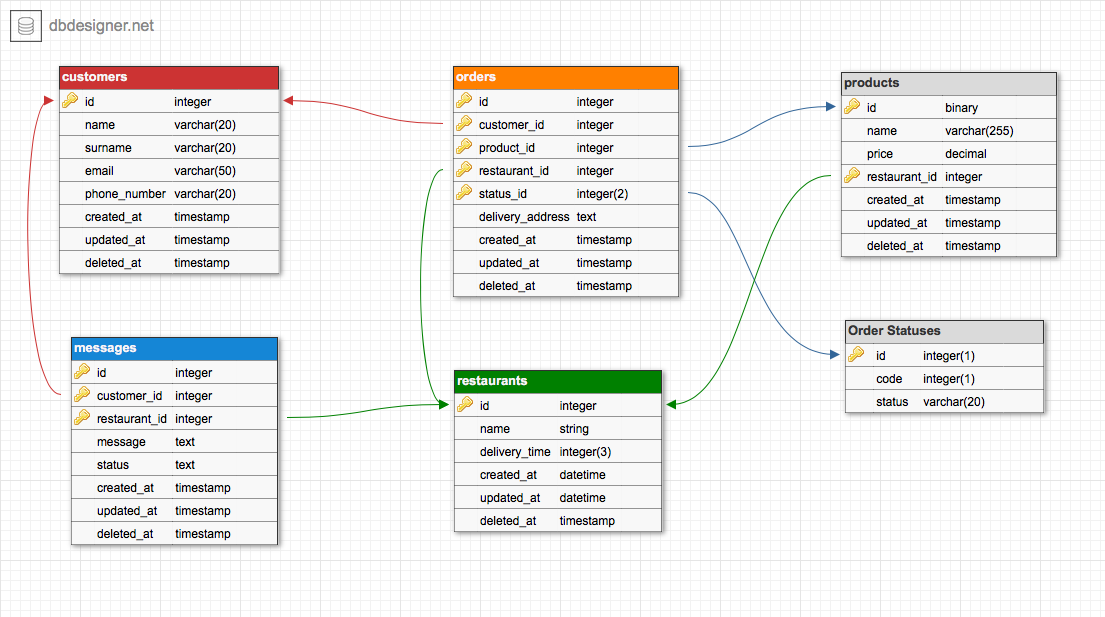 dbdesigner.net
customers
id integer
name varchar(20)
surname varchar(20)
email varchar(50)
phone_number varchar(20)
created_at timestamp
updated_at timestamp
deleted_at timestamp
orders
id integer
customer_id integer
product_id integer
restaurant_id integer
status_id integer(2)
delivery_address text
created_at timestamp
updated_at timestamp
deleted_at timestamp
products
id binary
name varchar(255)
price decimal
restaurant_id integer
created_at timestamp
updated_at timestamp
deleted_at timestamp
messages
id integer
customer_id integer
restaurant_id integer
message text
status text
created_at timestamp
updated_at timestamp
deleted_at timestamp
restaurants
id integer
name string
delivery_time integer(3)
created_at datetime
updated_at datetime
deleted_at timestamp
Order Statuses
id integer(1)
code integer(1)
status varchar(20)